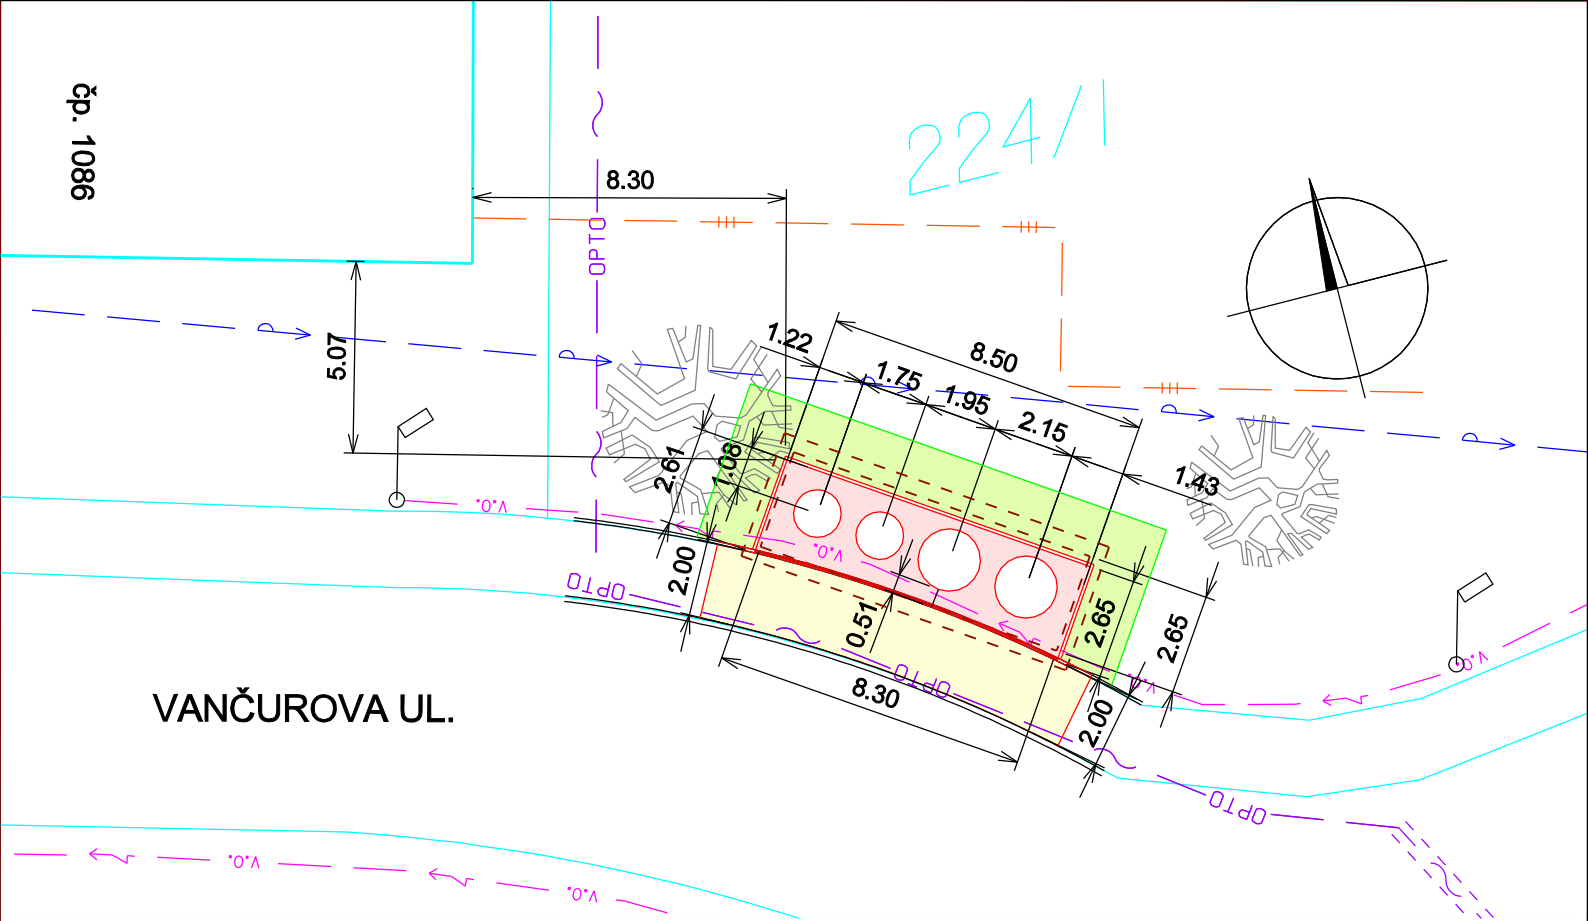 čp. 1086
224/1
8.30
OPTO
5.07
D
D
D
D
D
1.22
8.50
1.75
1.95
2.15
1.43
2.61
1.08
v.o.
v.o.
2.00
OPTO
OPTO
0.51
2.65
2.65
v.o.
v.o.
OPTO
8.30
2.00
VANČUROVA UL.
OPTO
v.o.
v.o.